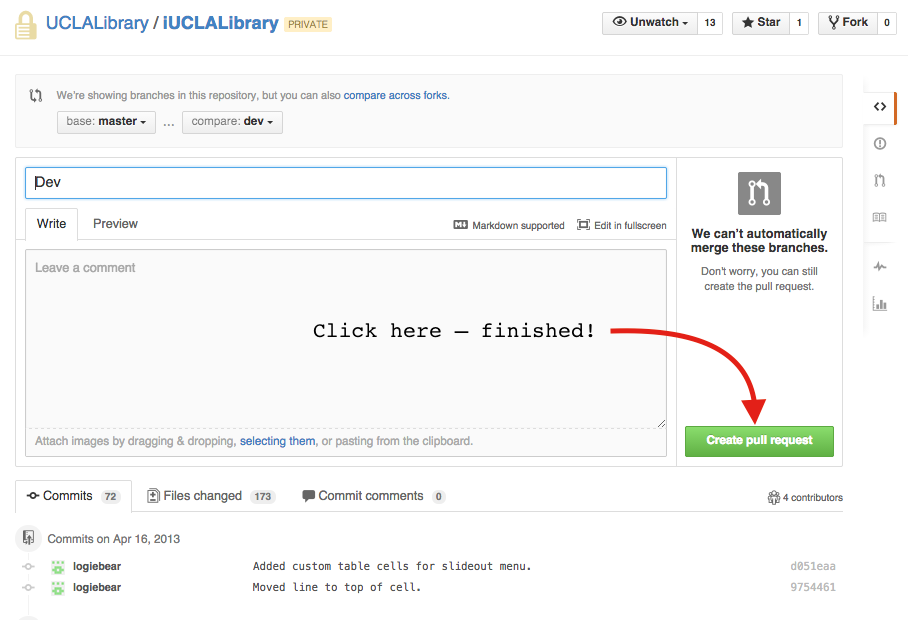 UCLALibrary / iUCLALibrary PRIVATE
Unwatch 13 Star 1 Fork 0
We're showing branches in this repository, but you can also compare across forks.
base: master ... compare: dev
Dev
Write Preview
Markdown supported Edit in fullscreen
Leave a comment
Click here – finished!
Attach images by dragging & dropping, selecting them, or pasting from the clipboard.
We can't automatically
merge these branches.
Don't worry, you can still
create the pull request.
Create pull request
Commits 72 Files changed 173 Commit comments 0
4 contributors
Commits on Apr 16, 2013
logiebear Added custom table cells for slideout menu. d051eaa
logiebear Moved line to top of cell. 9754461